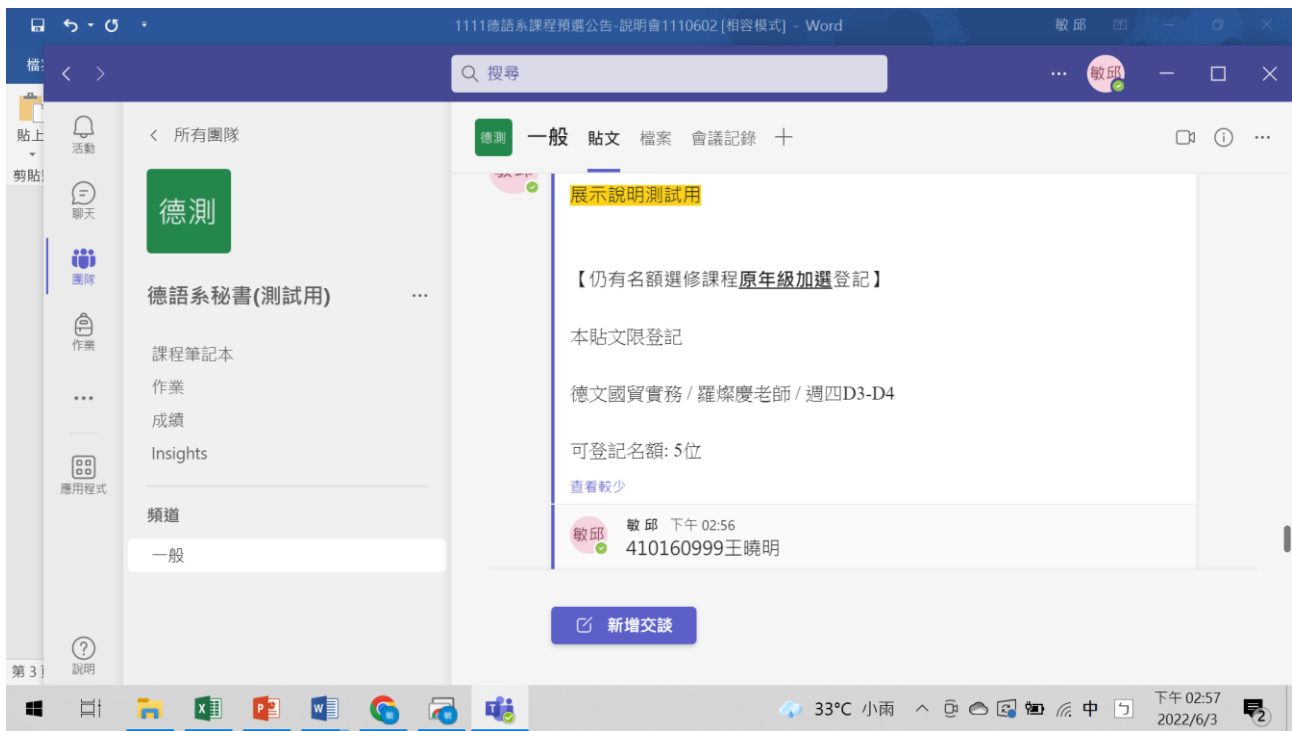 1111德語系課程預選公告-說明會1110602 [相容模式] - Word
敏 邱
檔
搜尋
敏邱
貼上
剪貼
活動
聊天
團隊
作業
應用程式
說明
第 3
所有團隊
德測
德語系秘書(測試用)
課程筆記本
作業
成績
Insights
頻道
一般
德測 一般 貼文 檔案 會議記錄
展示說明測試用
【仍有名額選修課程原年級加選登記】
本貼文限登記
德文國貿實務 / 羅燦慶老師 / 週四D3-D4
可登記名額: 5位
查看較少
敏邱
敏 邱 下午 02:56
410160999王曉明
新增交談
33°C 小雨
中
ㄅ
下午 02:57
2022/6/3
2